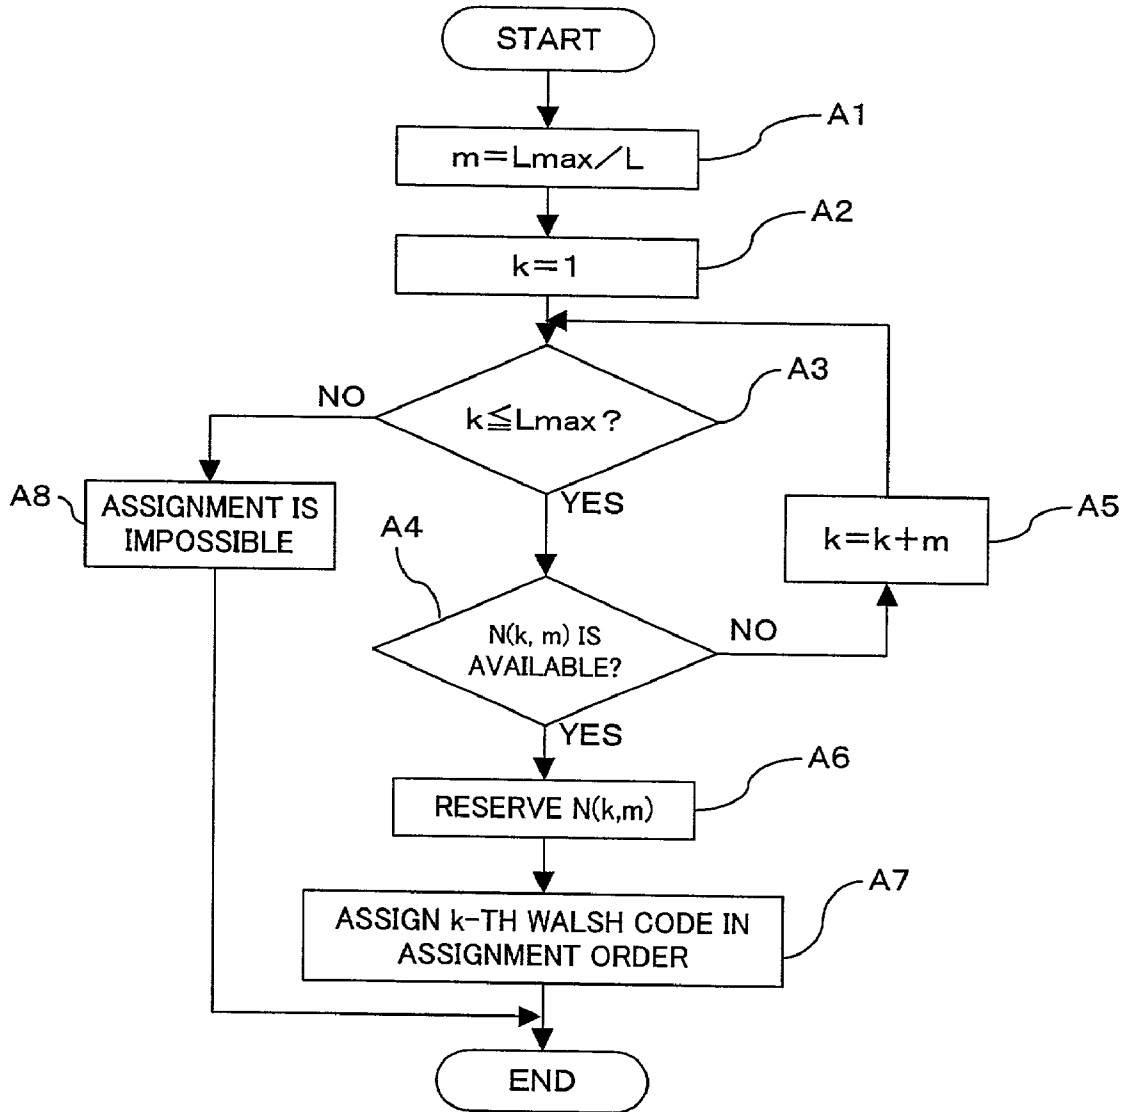 START
m=Lmax／L
A1
k=1
A2
k≦Lmax？
A3
NO
YES
A8
ASSIGNMENT IS
IMPOSSIBLE
A4
k=k+m
A5
N(k, m) IS
AVAILABLE?
NO
YES
RESERVE N(k,m)
A6
ASSIGN k-TH WALSH CODE IN
ASSIGNMENT ORDER
A7
END